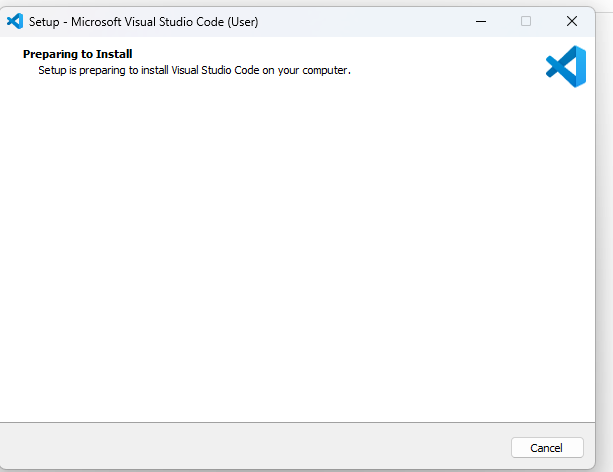 Setup - Microsoft Visual Studio Code (User)
Preparing to Install
Setup is preparing to install Visual Studio Code on your computer.
Cancel